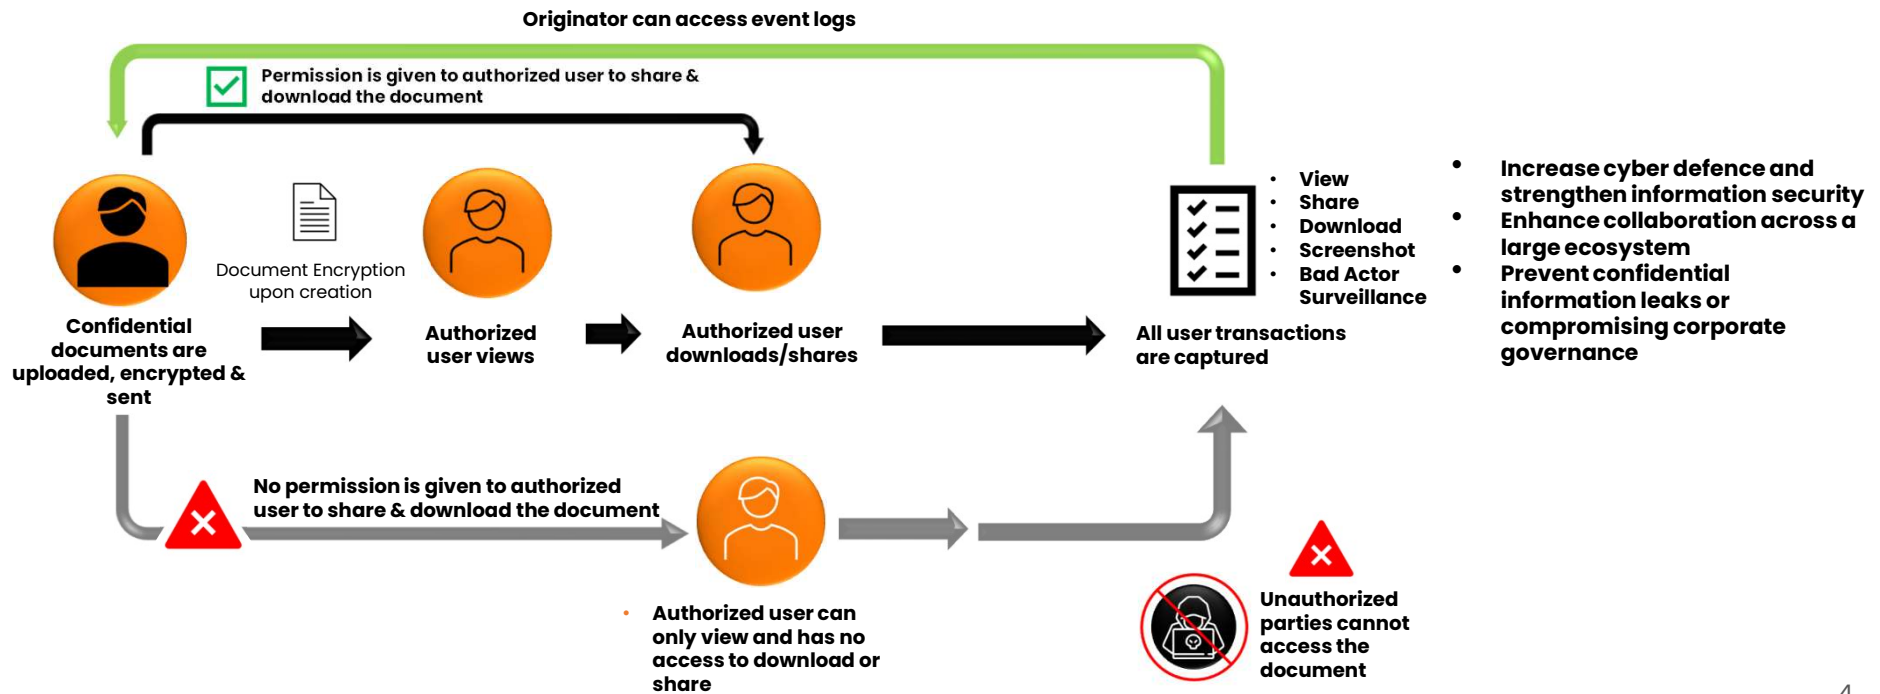 Originator can access event logs
Permission is given to authorized user to share &
download the document
Document Encryption
upon creation
Confidential
documents are
uploaded, encrypted &
sent
Authorized
user views
Authorized user
downloads/shares
• View
• Share
• Download
• Screenshot
• Bad Actor
Surveillance
All user transactions
are captured
• Increase cyber defence and
strengthen information security
• Enhance collaboration across a
large ecosystem
• Prevent confidential
information leaks or
compromising corporate
governance
No permission is given to authorized
user to share & download the document
• Authorized user can
only view and has no
access to download or
share
Unauthorized
parties cannot
access the
document
4